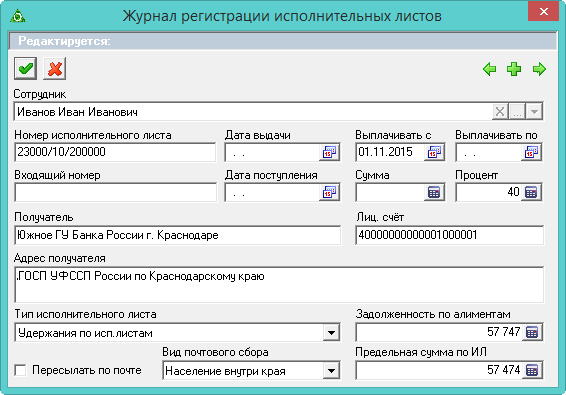 Журнал регистрации исполнительных листов
Редактируется:
Сотрудник
Иванов Иван Иванович
Номер исполнительного листа Дата выдачи Выплачивать с Выплачивать по
23000/10/200000 . . 01.11.2015 . .
Входящий номер Дата поступления Сумма Процент
. . 40
Получатель Лиц. счёт
Южное ГУ Банка России г. Краснодаре 40000000000001000001
Адрес получателя
.ГОСП УФССП России по Краснодарскому краю
Тип исполнительного листа Задолженность по алиментам
Удержания по исп.листам 57 747
Вид почтового сбора Предельная сумма по ИЛ
Пересылать по почте Население внутри края 57 474